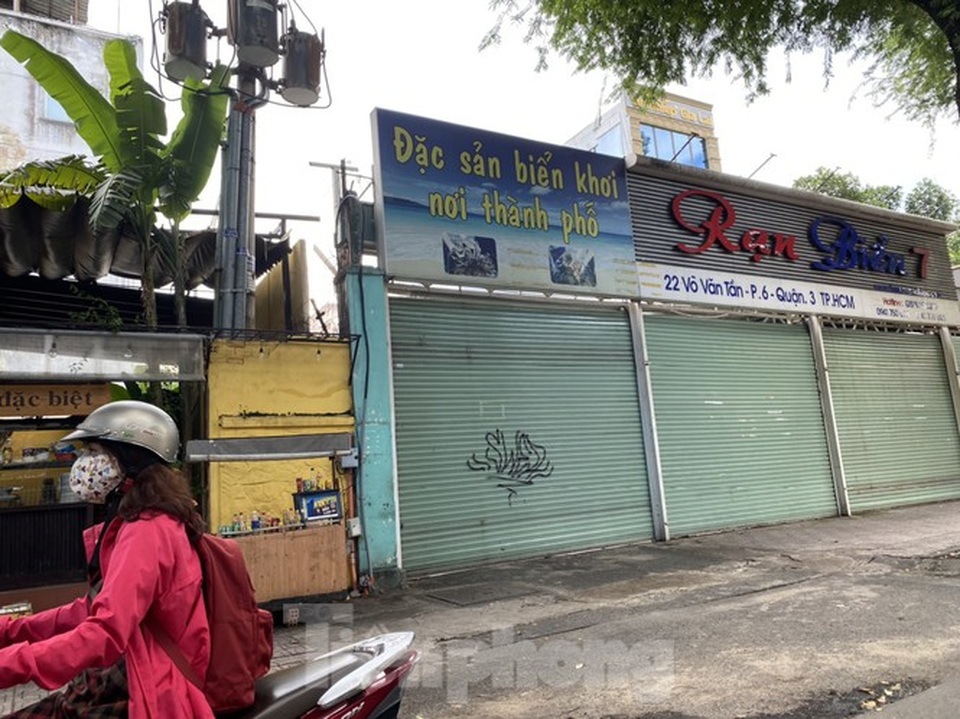 Đặc sản biển khơi
nơi thành phố
Rạn Biển 7
22 Võ Văn Tần - P.6 - Quận. 3 TP.HCM
Hotline:
đặc biệt
Tiền phong